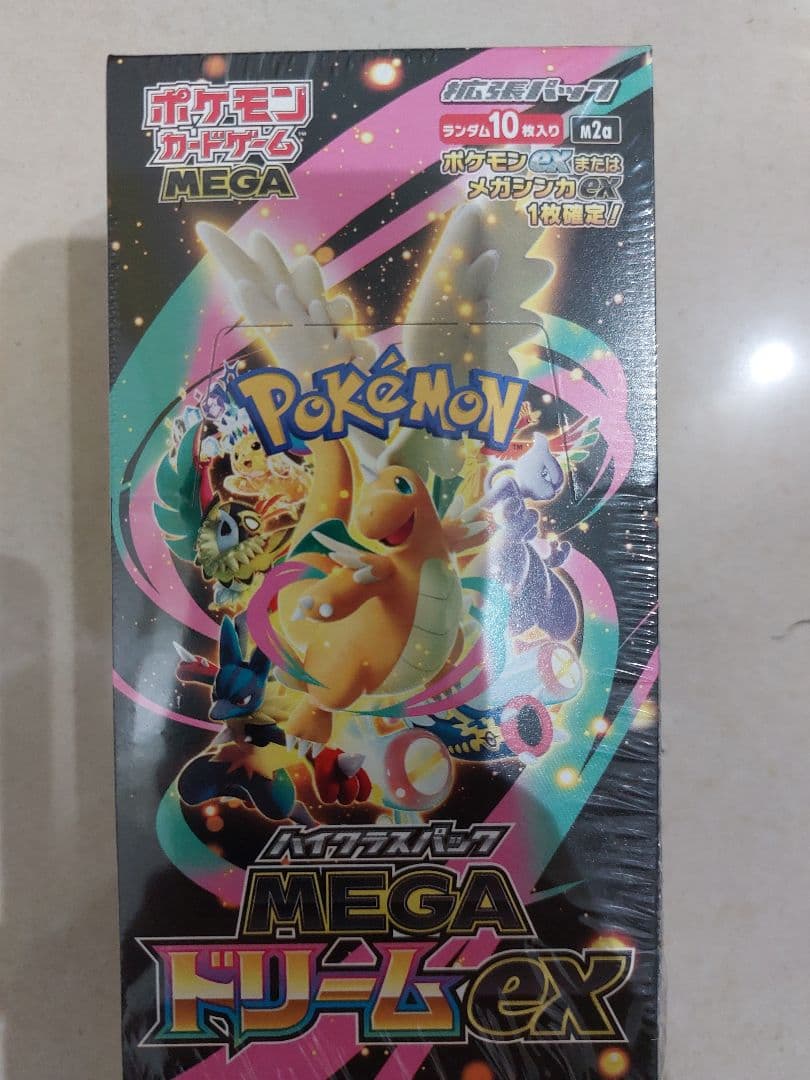 ポケモン
カードゲーム
MEGA
拡張パック
ランダム10枚入り
M2a
ポケモンexまたは
メガシンカex
1枚確定!
POKÉMON
TM
ハイクラスパック
MEGA
ドリームex